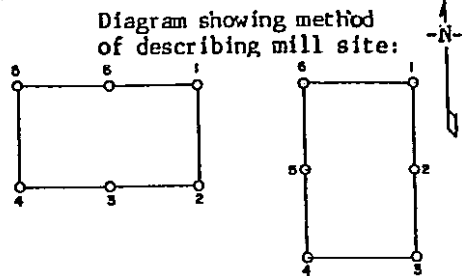 Diagram showing method
of describing mill site:
-N-
5 6 1
4 3 2
6 1
5 2
4 3